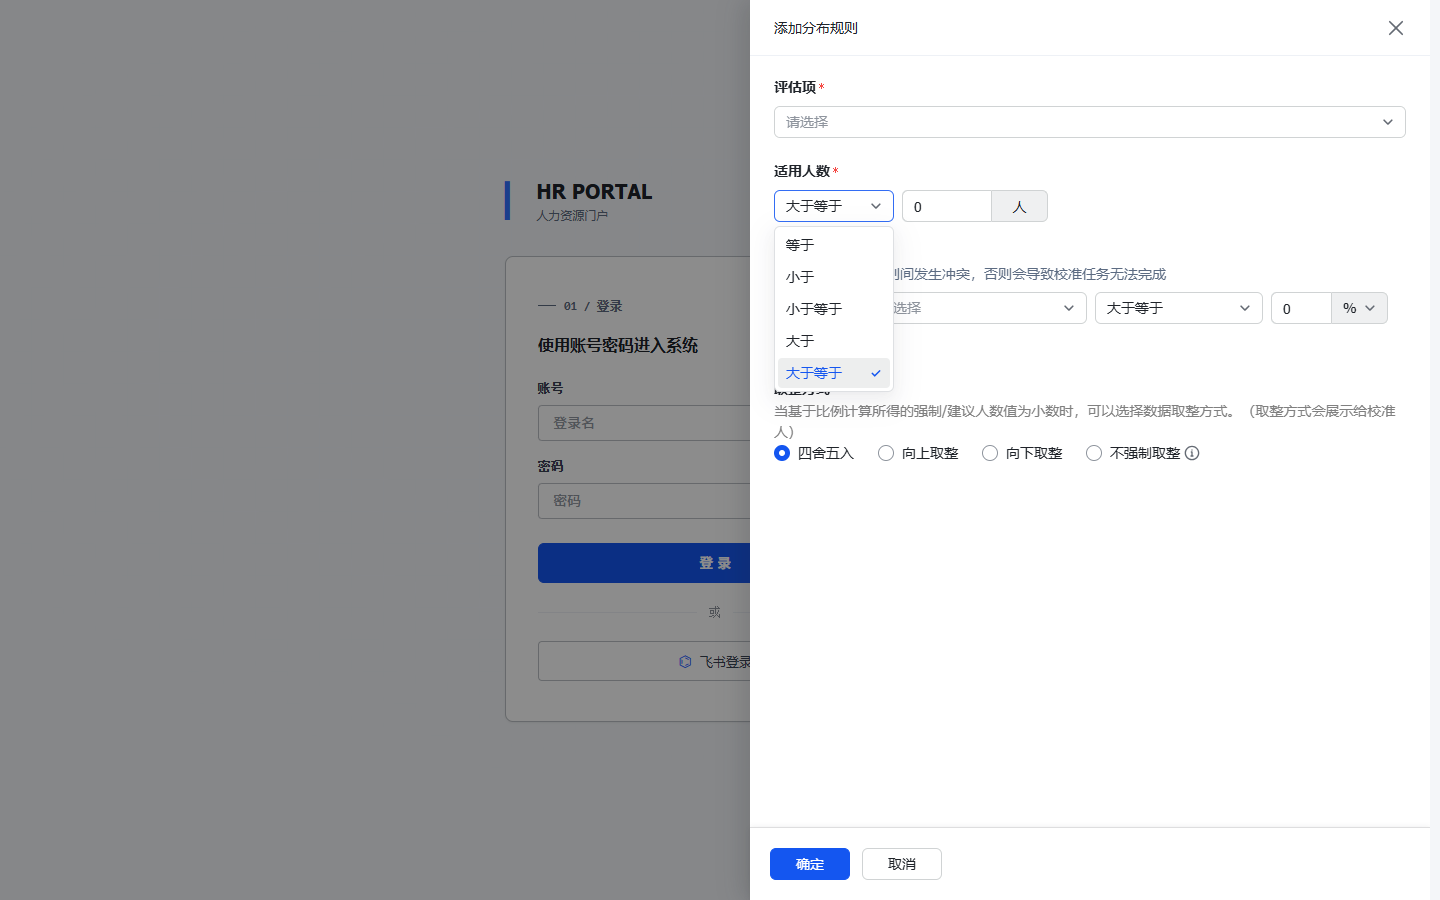 HR PORTAL
人力资源门户
01 / 登录
使用账号密码进入系统
账号
登录名
密码
密码
登 录
或
飞书登录
添加分布规则
评估项*
请选择
适用人数*
大于等于
0
人
等于
小于
小于等于
大于
大于等于
间发生冲突，否则会导致校准任务无法完成
选择
大于等于
0
%
取整方式
当基于比例计算所得的强制/建议人数值为小数时，可以选择数据取整方式。（取整方式会展示给校准
人）
四舍五入
向上取整
向下取整
不强制取整
确定
取消